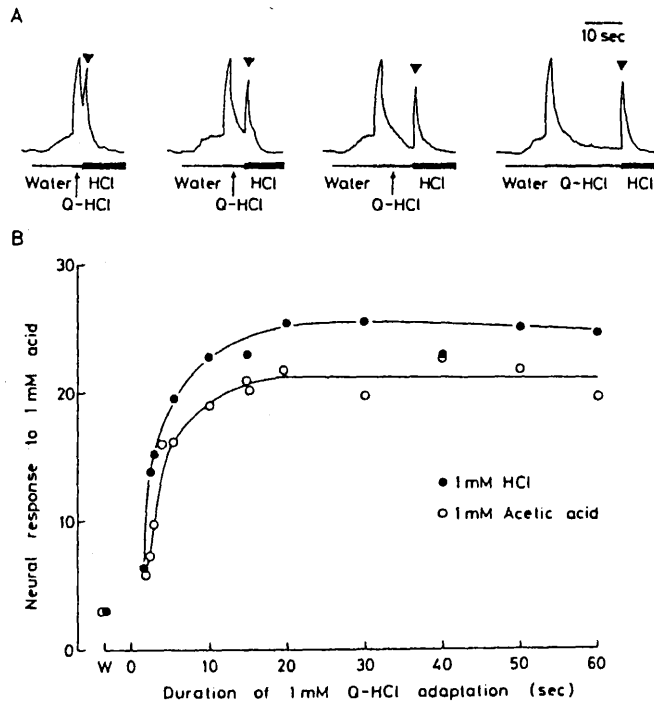 A
10 sec
Water HCl
Q-HCl
Water HCl
Q-HCl
Water HCl
Q-HCl
Water Q-HCl HCl
B
30
20
10
0
Neural response to 1 mM acid
1 mM HCl
1 mM Acetic acid
W 0 10 20 30 40 50 60
Duration of 1 mM Q-HCl adaptation (sec)